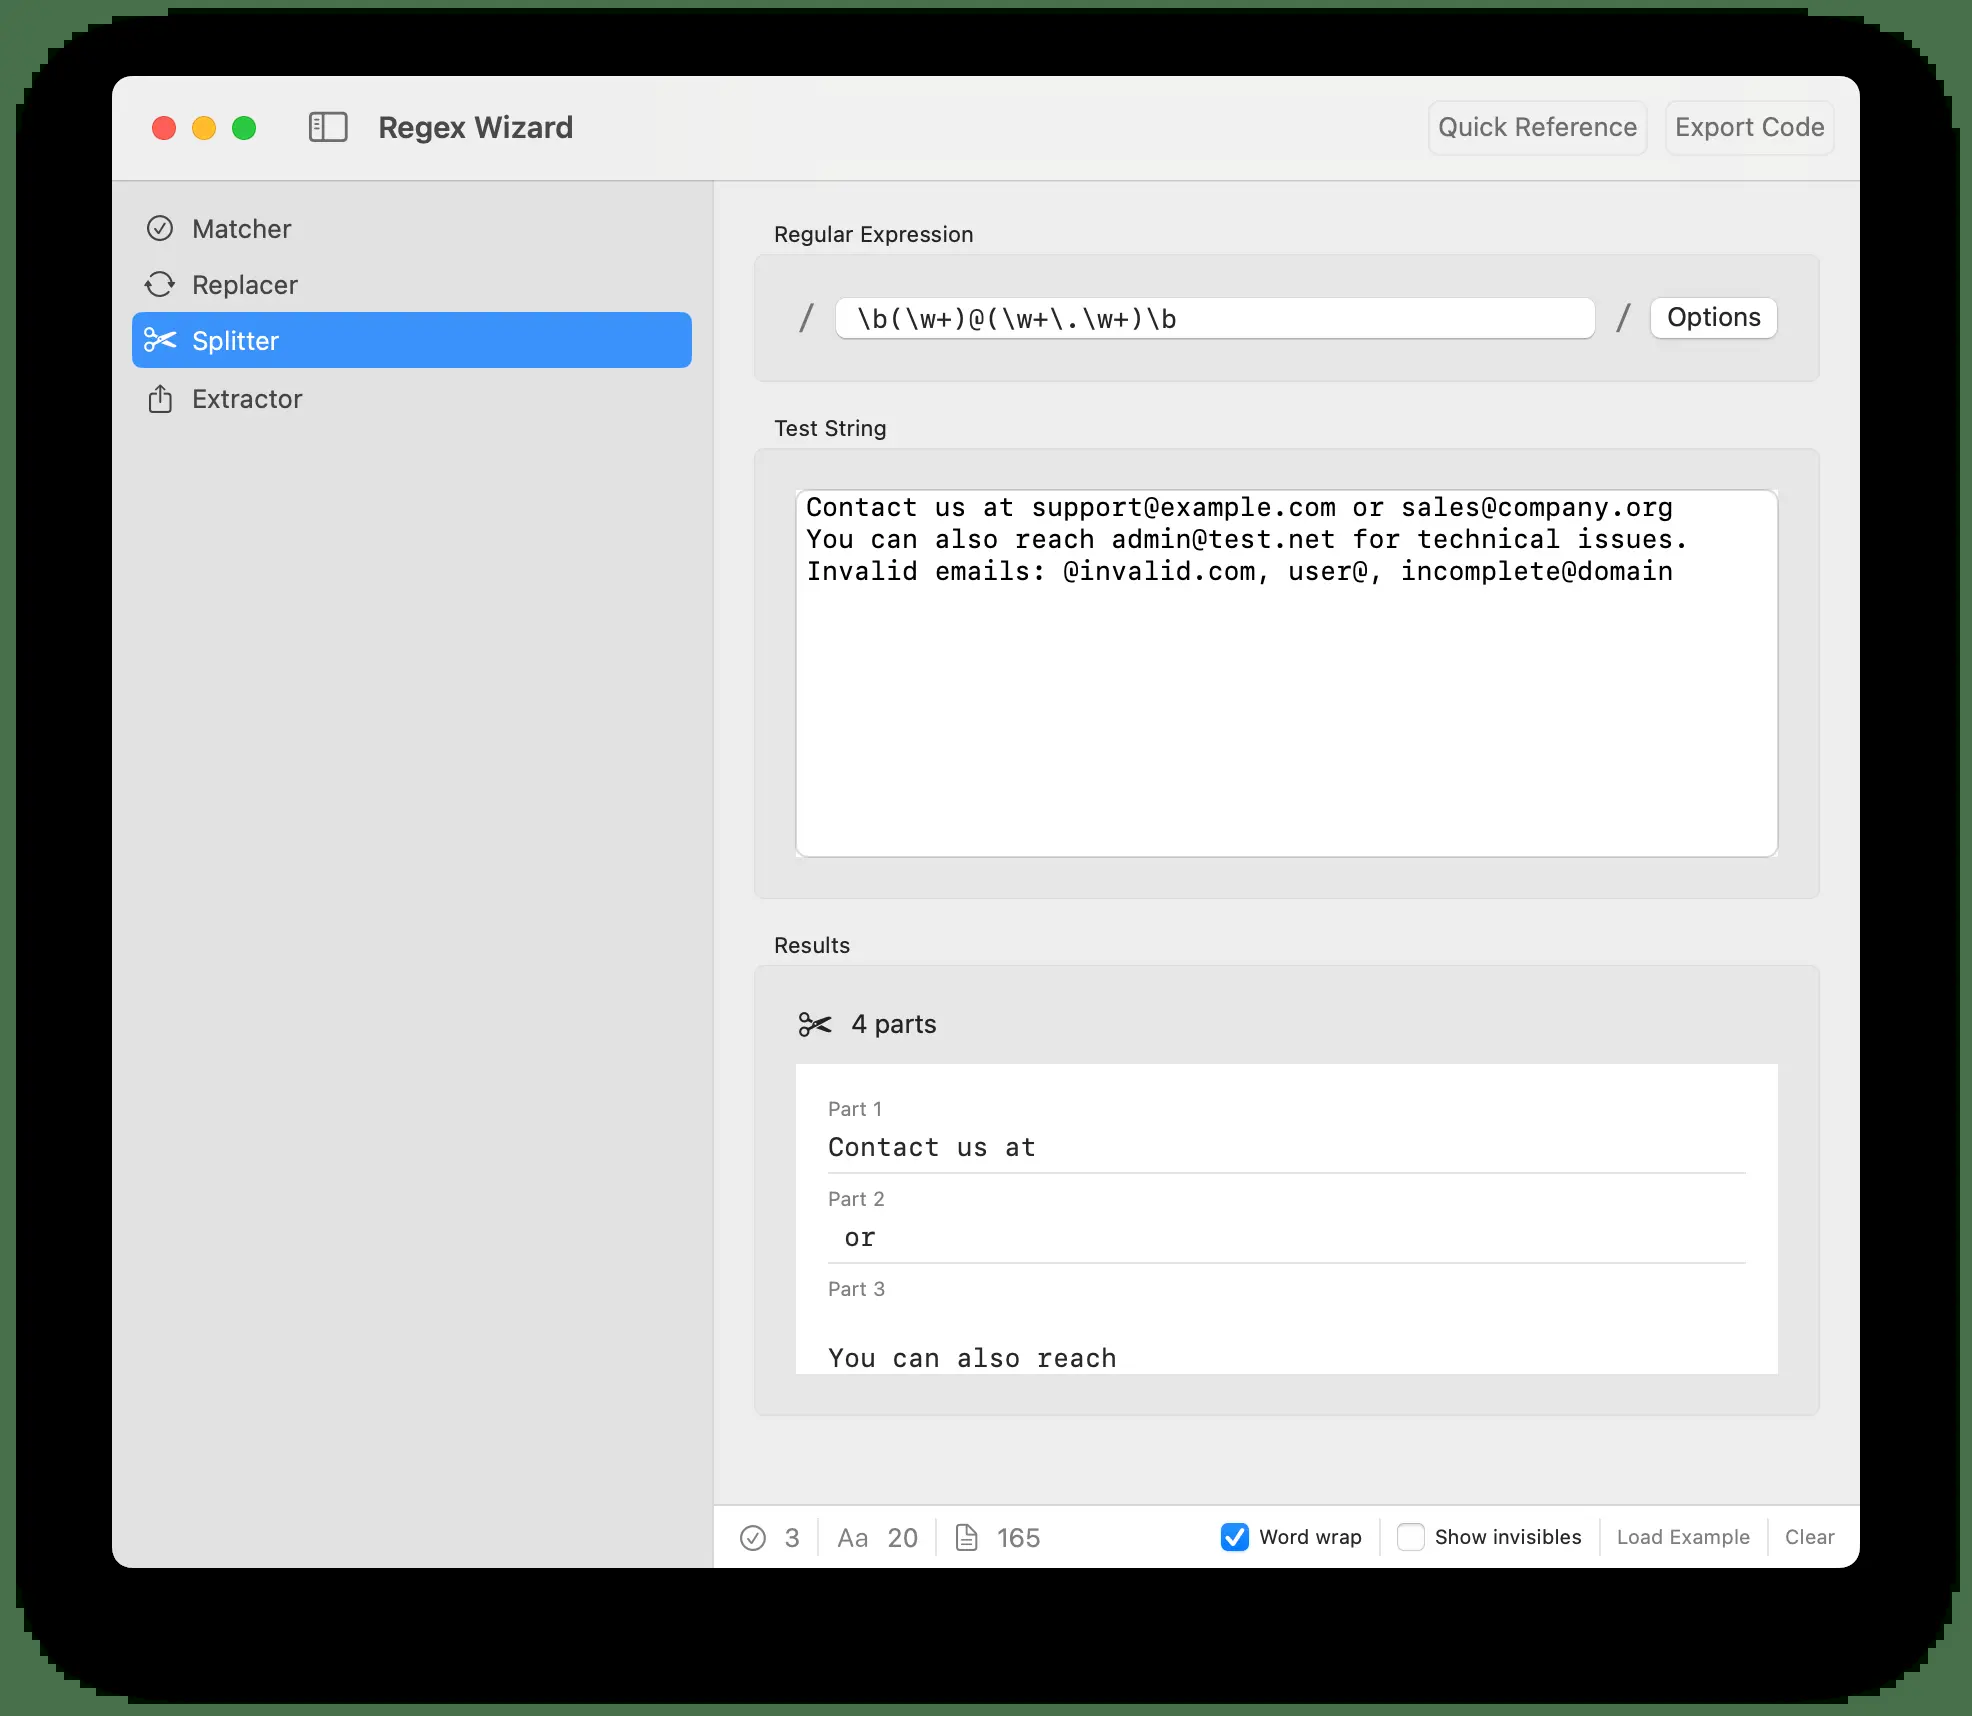 Regex Wizard
Quick Reference
Export Code
Matcher
Replacer
Splitter
Extractor
Regular Expression
/ \b(\w+)@(\w+\.\w+)\b / Options
Test String
Contact us at support@example.com or sales@company.org
You can also reach admin@test.net for technical issues.
Invalid emails: @invalid.com, user@, incomplete@domain
Results
4 parts
Part 1
Contact us at
Part 2
or
Part 3
You can also reach
3 Aa 20 165 Word wrap Show invisibles Load Example Clear